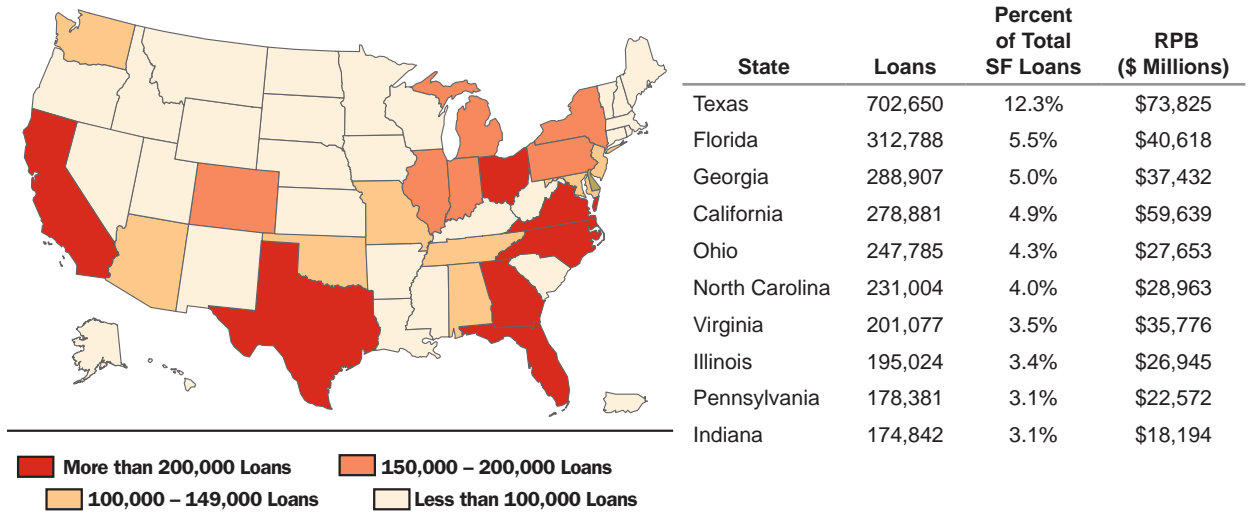 Percent
of Total
SF Loans
RPB
($ Millions)
State
Loans
Texas 702,650 12.3% $73,825
Florida 312,788 5.5% $40,618
Georgia 288,907 5.0% $37,432
California 278,881 4.9% $59,639
Ohio 247,785 4.3% $27,653
North Carolina 231,004 4.0% $28,963
Virginia 201,077 3.5% $35,776
Illinois 195,024 3.4% $26,945
Pennsylvania 178,381 3.1% $22,572
Indiana 174,842 3.1% $18,194
More than 200,000 Loans
150,000 – 200,000 Loans
100,000 – 149,000 Loans
Less than 100,000 Loans